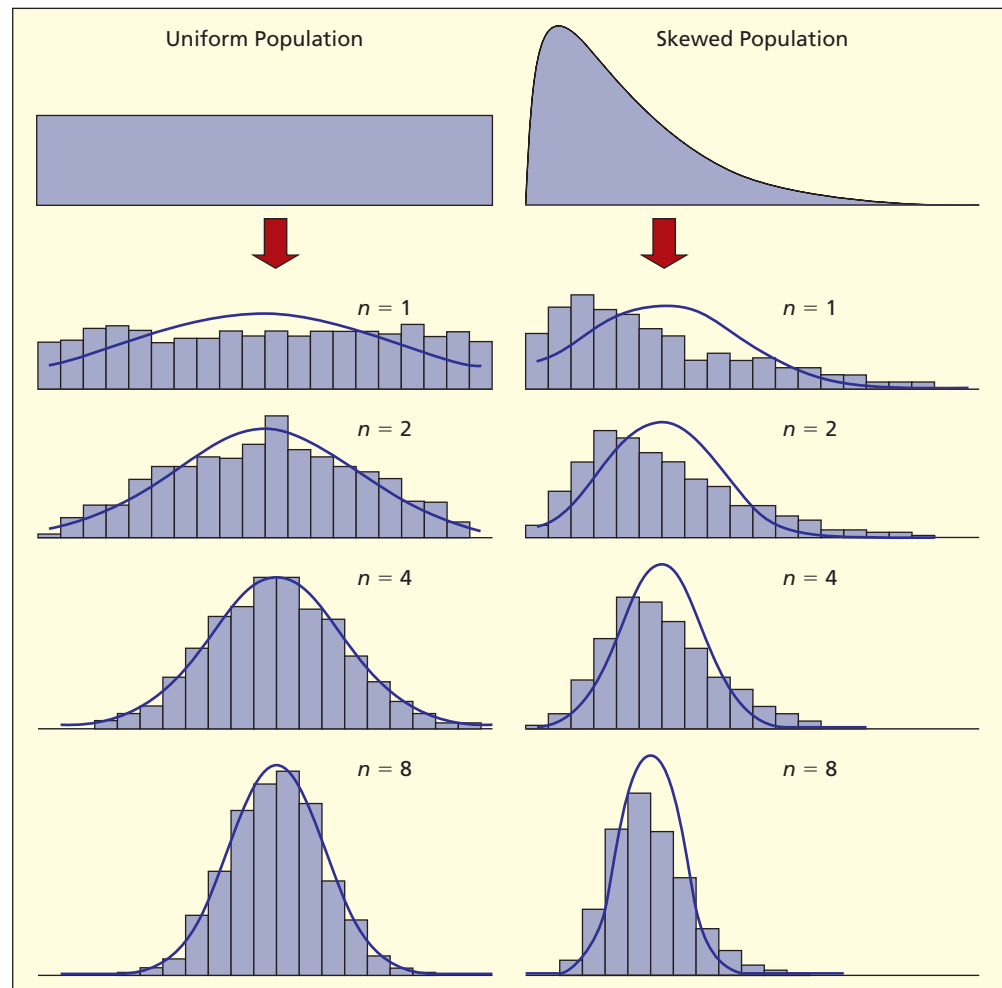 Uniform Population
Skewed Population
n = 1
n = 1
n = 2
n = 2
n = 4
n = 4
n = 8
n = 8